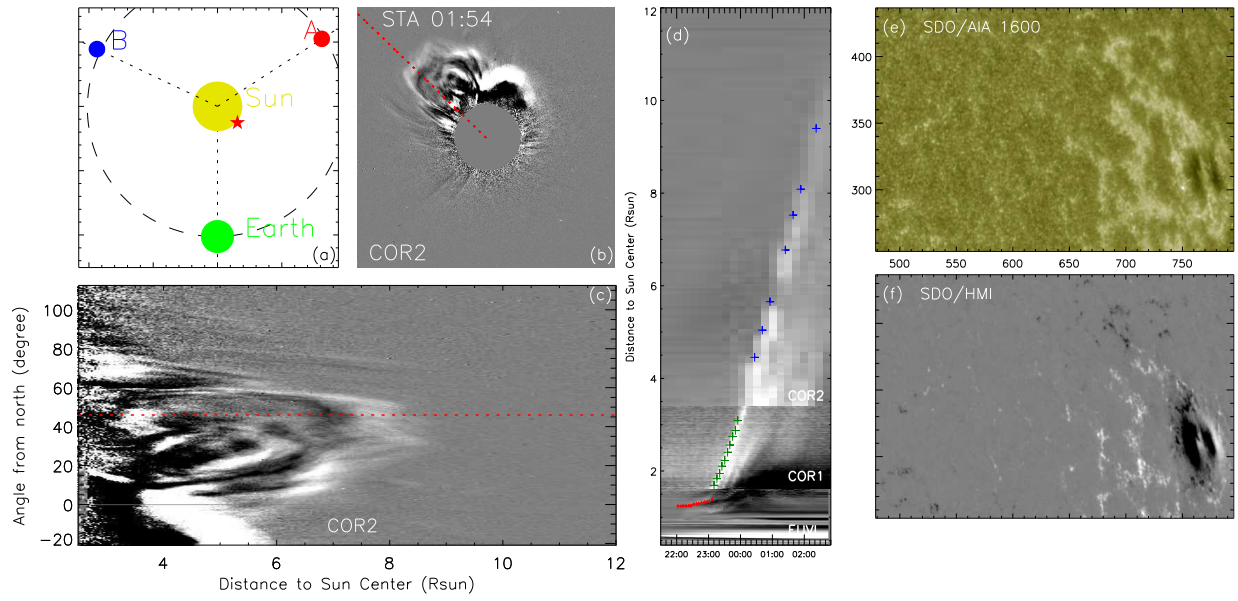 B
A
Sun
Earth
(a)
STA 01:54
COR2
(b)
(c)
Angle from north (degree)
100
80
60
40
20
0
−20
COR2
4
6
8
10
12
Distance to Sun Center (Rsun)
(d)
Distance to Sun Center (Rsun)
12
10
8
6
4
2
COR2
COR1
EUVI
22:00
23:00
00:00
01:00
02:00
(e) SDO/AIA 1600
400
350
300
500
550
600
650
700
750
(f) SDO/HMI